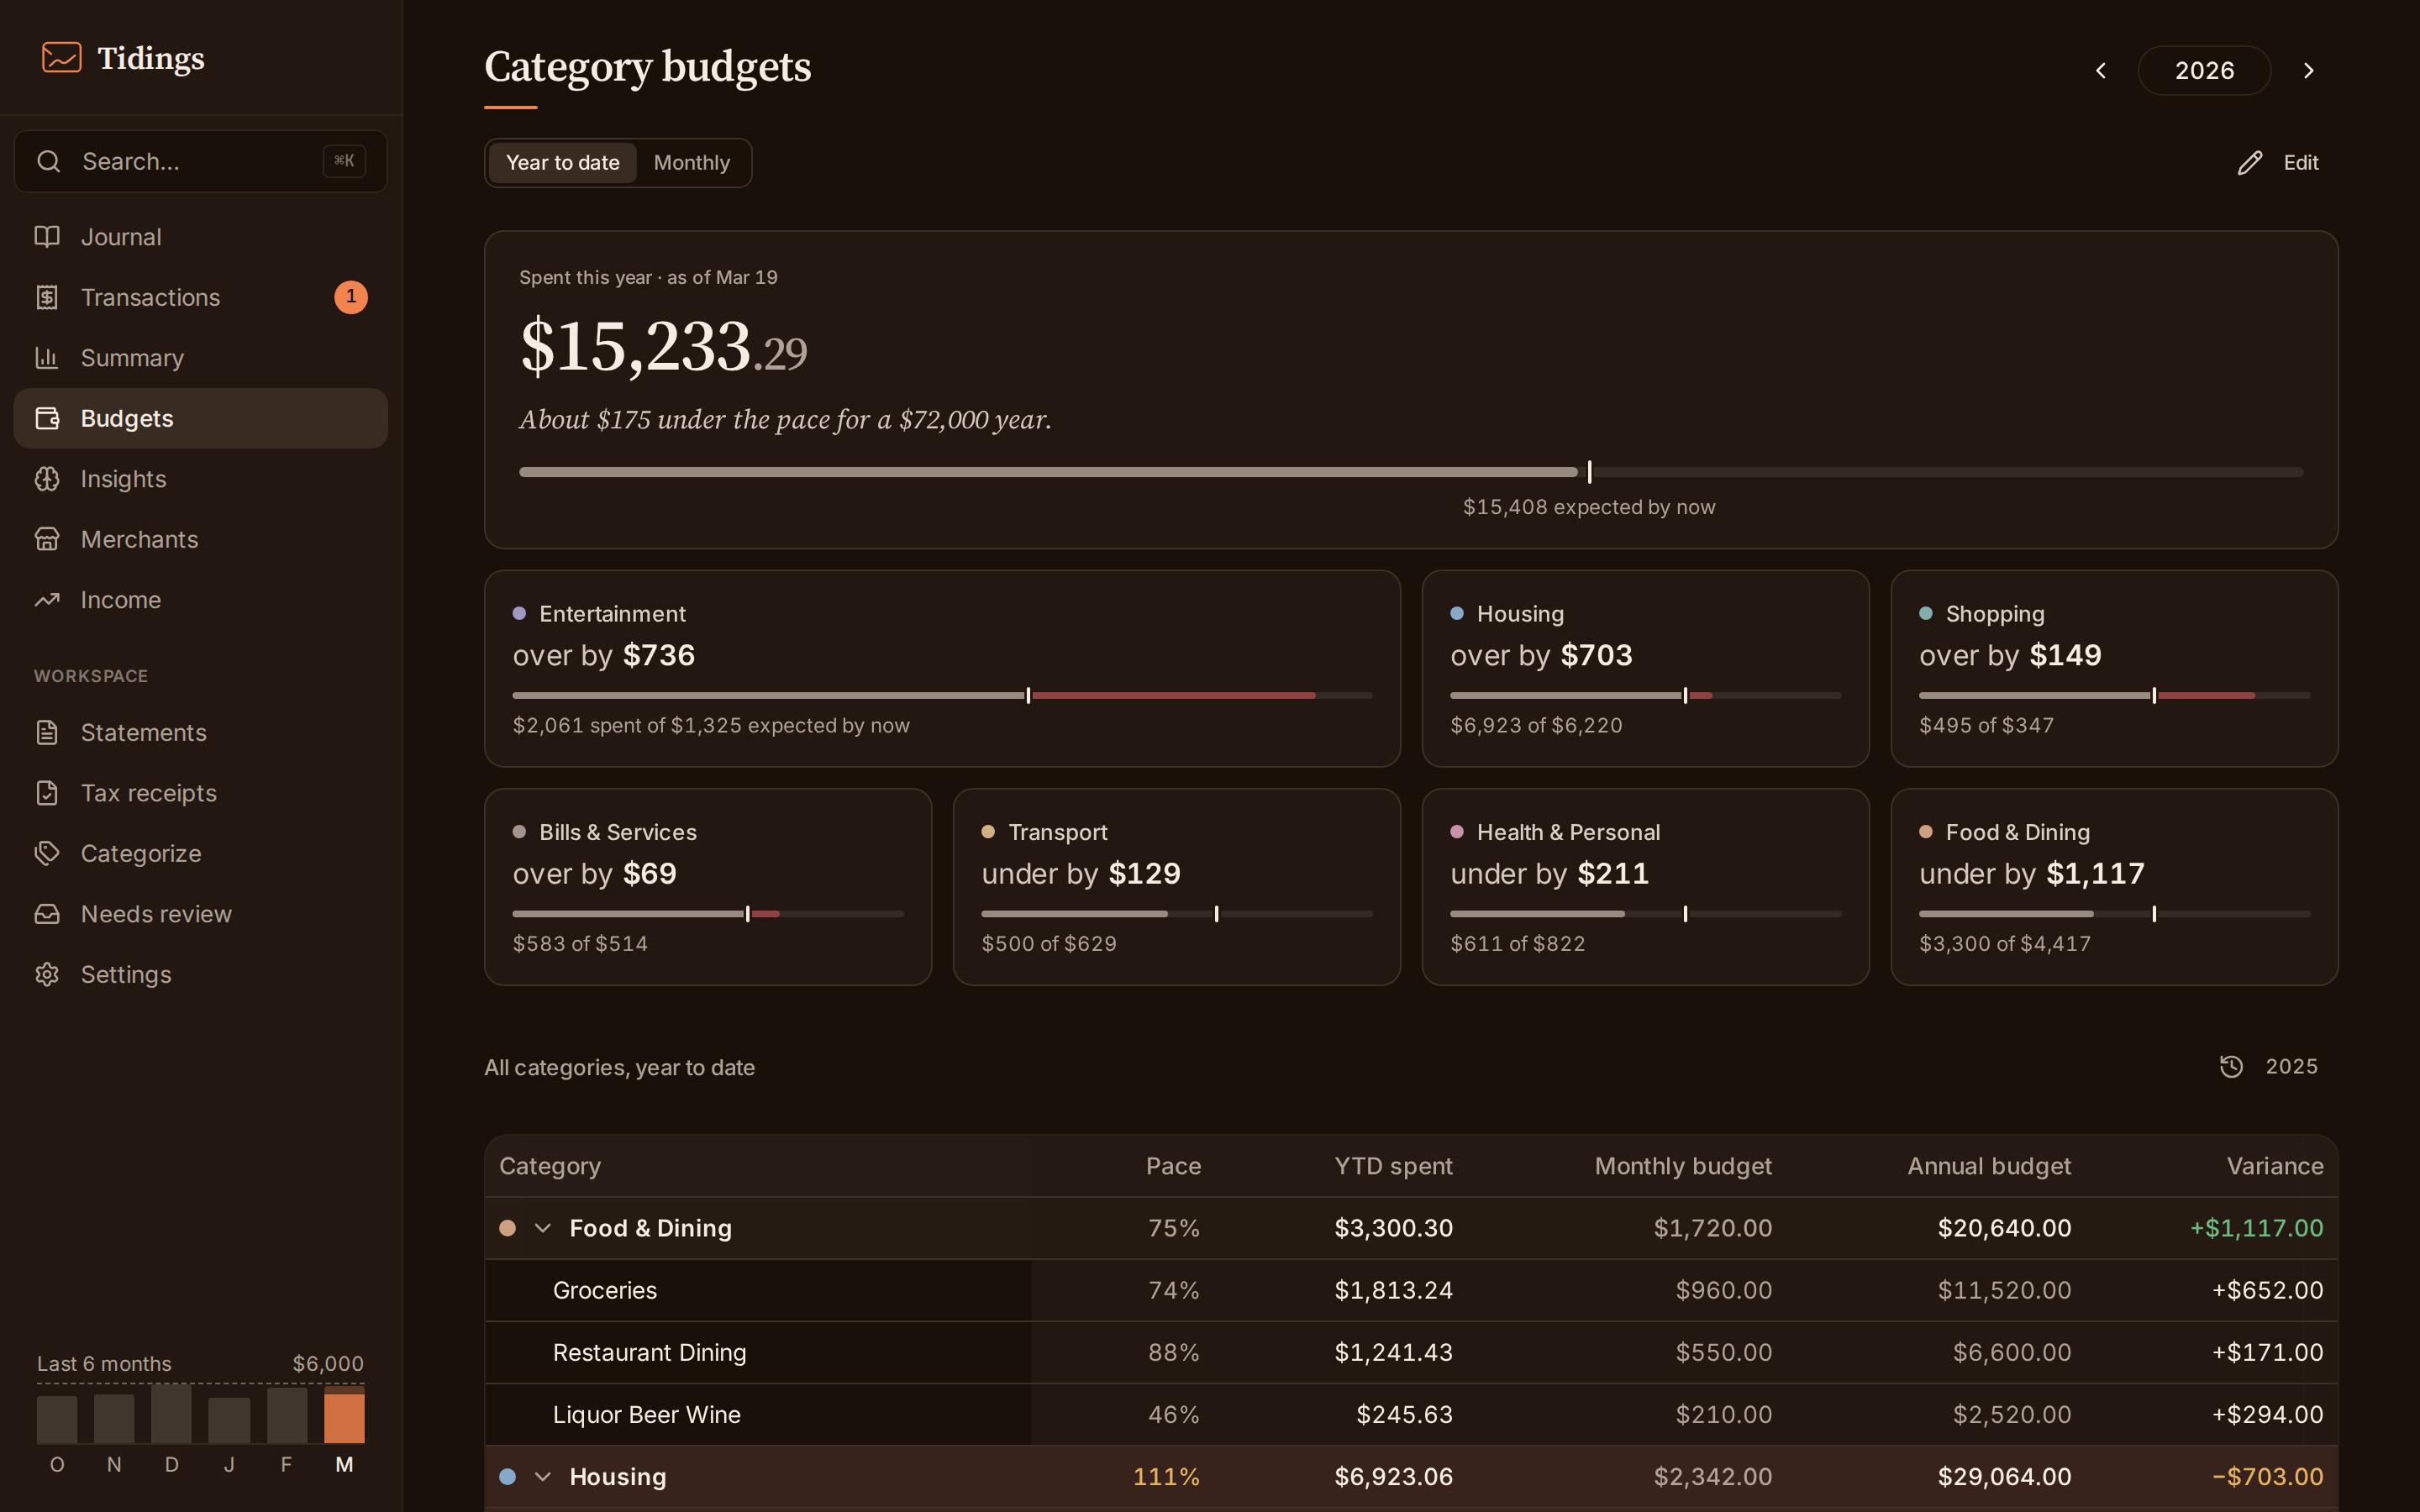 Tidings
Search...
⌘K
Journal
Transactions
1
Summary
Budgets
Insights
Merchants
Income
WORKSPACE
Statements
Tax receipts
Categorize
Needs review
Settings
Last 6 months $6,000
O N D J F M
Category budgets
2026
Year to date Monthly
Edit
Spent this year · as of Mar 19
$15,233.29
About $175 under the pace for a $72,000 year.
$15,408 expected by now
Entertainment
over by $736
$2,061 spent of $1,325 expected by now
Housing
over by $703
$6,923 of $6,220
Shopping
over by $149
$495 of $347
Bills & Services
over by $69
$583 of $514
Transport
under by $129
$500 of $629
Health & Personal
under by $211
$611 of $822
Food & Dining
under by $1,117
$3,300 of $4,417
All categories, year to date
2025
Category Pace YTD spent Monthly budget Annual budget Variance
Food & Dining 75% $3,300.30 $1,720.00 $20,640.00 +$1,117.00
Groceries 74% $1,813.24 $960.00 $11,520.00 +$652.00
Restaurant Dining 88% $1,241.43 $550.00 $6,600.00 +$171.00
Liquor Beer Wine 46% $245.63 $210.00 $2,520.00 +$294.00
Housing 111% $6,923.06 $2,342.00 $29,064.00 −$703.00